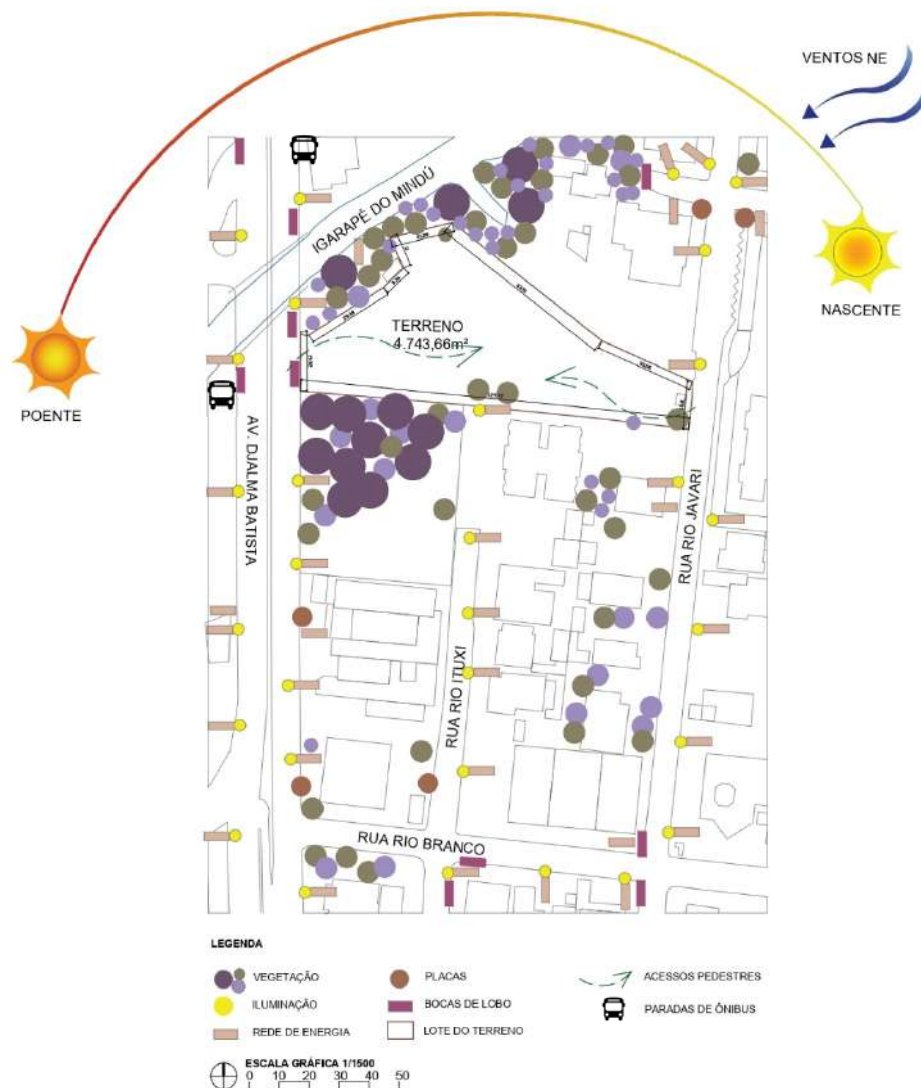 VENTOS NE
IGARAPÉ DO MINDÚ
NASCENTE
TERRENO
4.743,66m²
POENTE
AV. DJALMA BATISTA
RUA RIO JAVARI
RUA RIO ITUXI
RUA RIO BRANCO
LEGENDA
VEGETAÇÃO
PLACAS
ACESSOS PEDESTRES
ILUMINAÇÃO
BOCAS DE LOBO
PARADAS DE ÔNIBUS
REDE DE ENERGIA
LOTE DO TERRENO
ESCALA GRÁFICA 1/1500
0 10 20 30 40 50